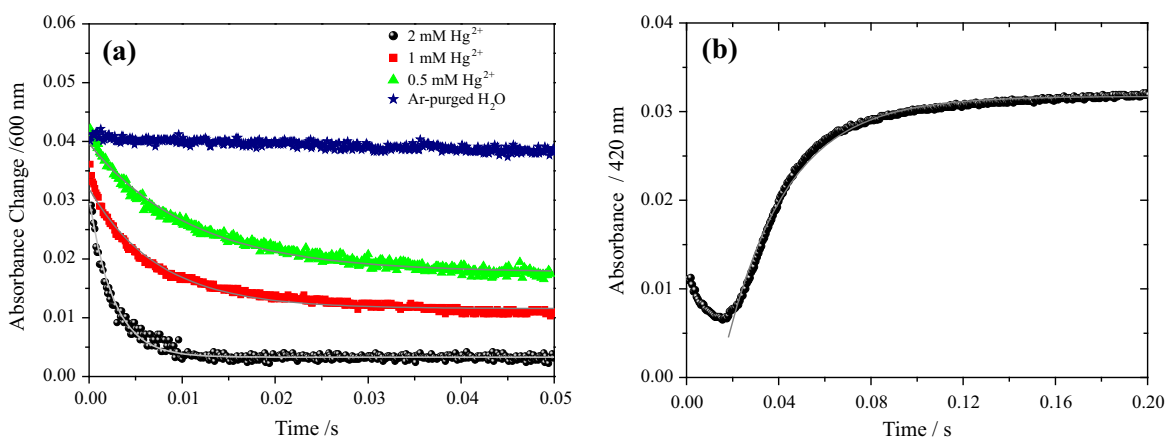 (a)
2 mM Hg²⁺
1 mM Hg²⁺
0.5 mM Hg²⁺
Ar-purged H₂O
Absorbance Change /600 nm
0.06
0.05
0.04
0.03
0.02
0.01
0.00
0.00 0.01 0.02 0.03 0.04 0.05
Time /s
(b)
Absorbance / 420 nm
0.04
0.03
0.02
0.01
0.00
0.00 0.04 0.08 0.12 0.16 0.20
Time / s